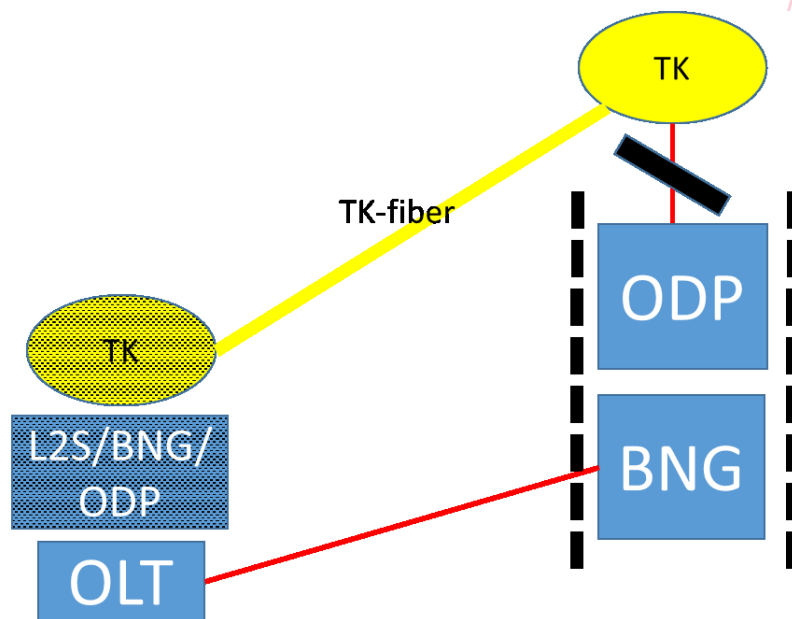 TK
TK-fiber
ODP
TK
L2S/BNG/
ODP
BNG
OLT